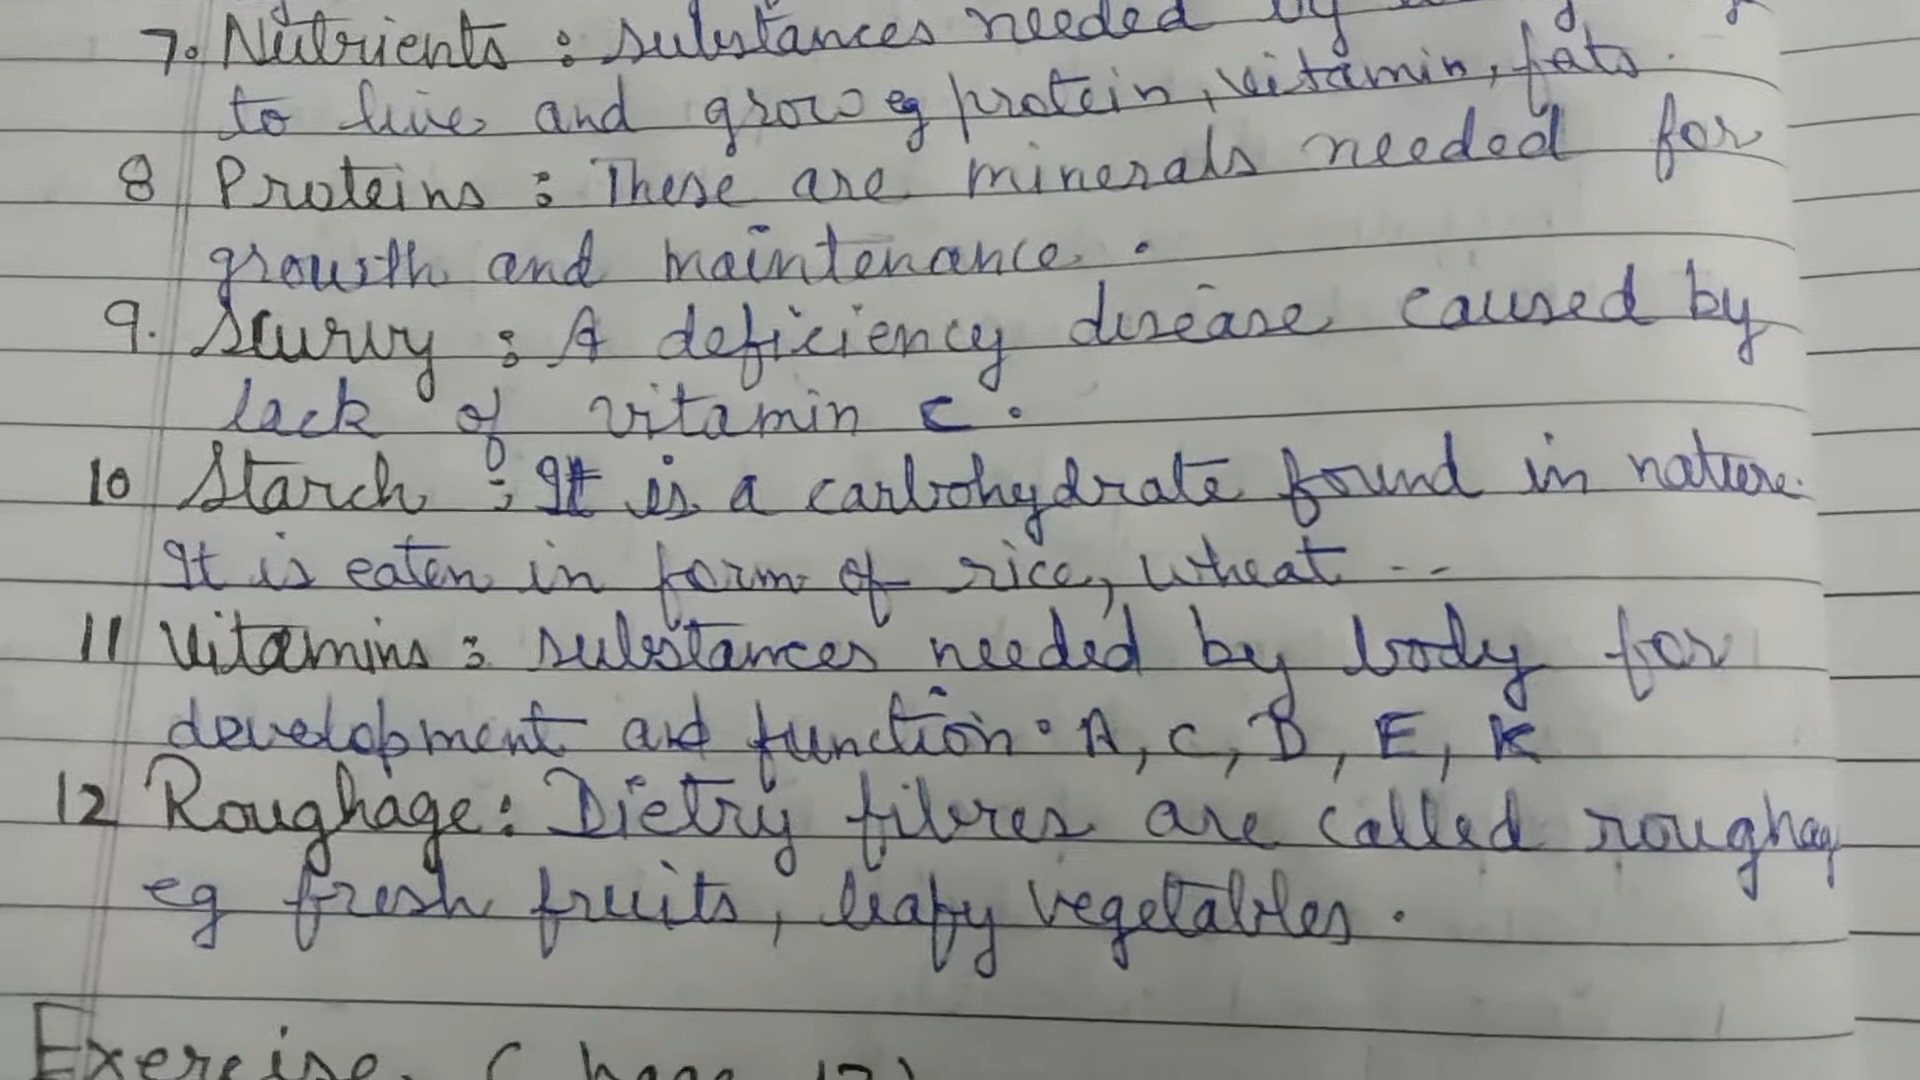 7. Nutrients : substances needed by
to live and grow eg protein, vitamin, fats.
8 Proteins : These are minerals needed for
growth and maintenance.
9. Scurvy : A deficiency disease caused by
lack of vitamin C.
10 Starch : It is a carbohydrate found in nature.
It is eaten in form of rice, wheat --
11 Vitamins : substances needed by body for
development and function. A, C, B, E, K
12 Roughage : Dietry fibres are called roughag
eg fresh fruits, leafy vegetables.
Exercise (page 17)